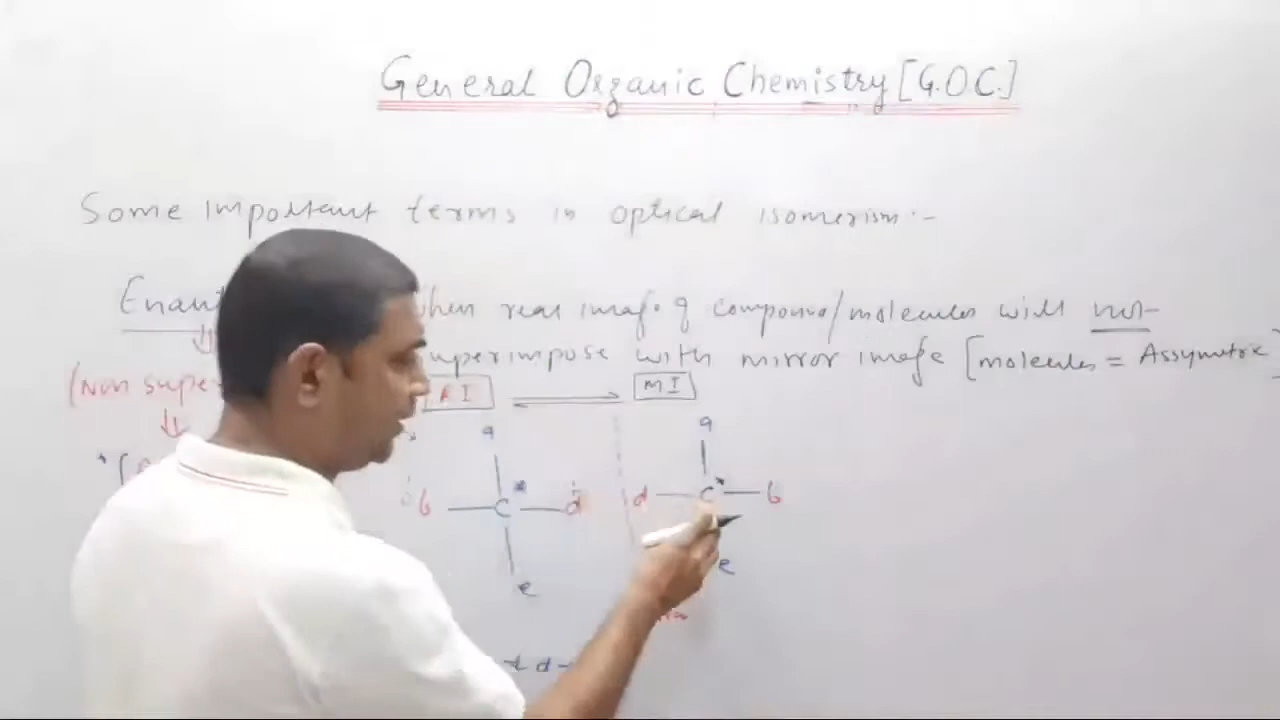 General Organic Chemistry [G.O.C.]
Some important terms in optical isomerism :-
Enant when real image of compound/molecules will not
superimpose with mirror image [molecules = Assymetric]
(Non super
RI MI
a a
b C* d d C* b
e e
d-